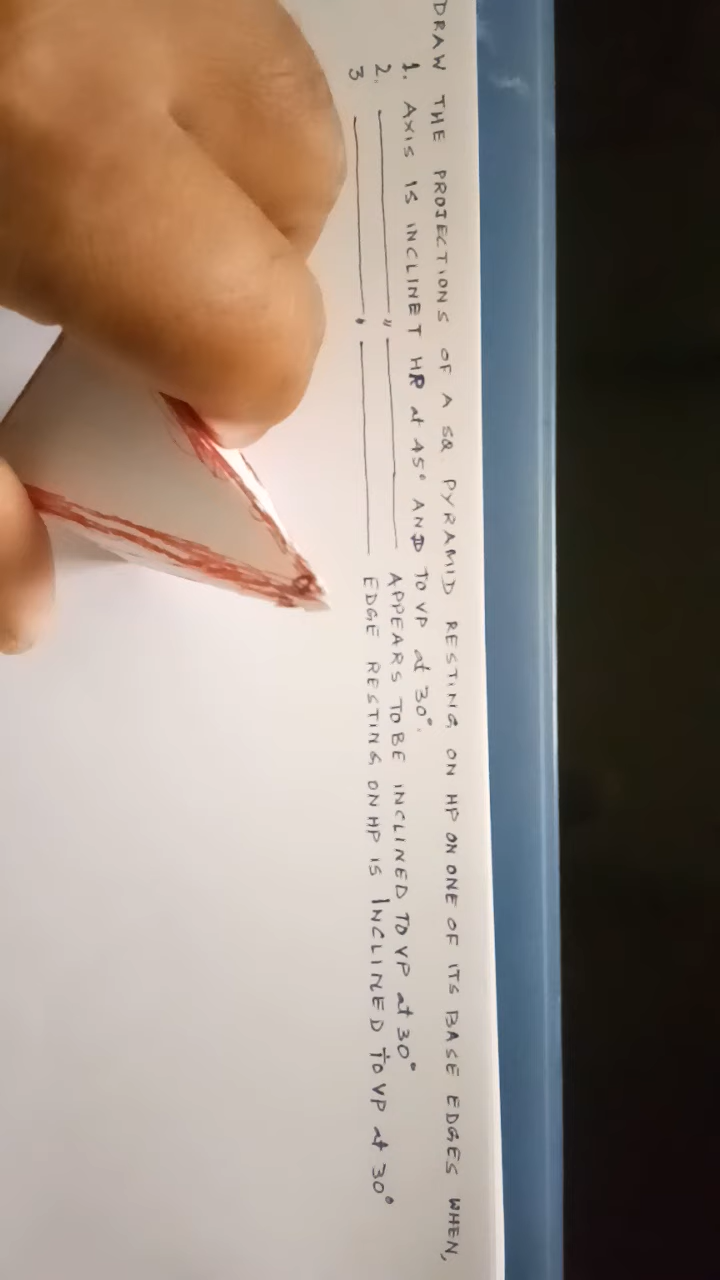 DRAW THE PROJECTIONS OF A SQ. PYRAMID RESTING ON HP ON ONE OF ITS BASE EDGES WHEN,
1. AXIS IS INCLINET HP at 45° AND TO VP at 30°.
2. ———— " ———— APPEARS TO BE INCLINED TO VP at 30°
3 ———— , ———— EDGE RESTING ON HP IS INCLINED TO VP at 30°